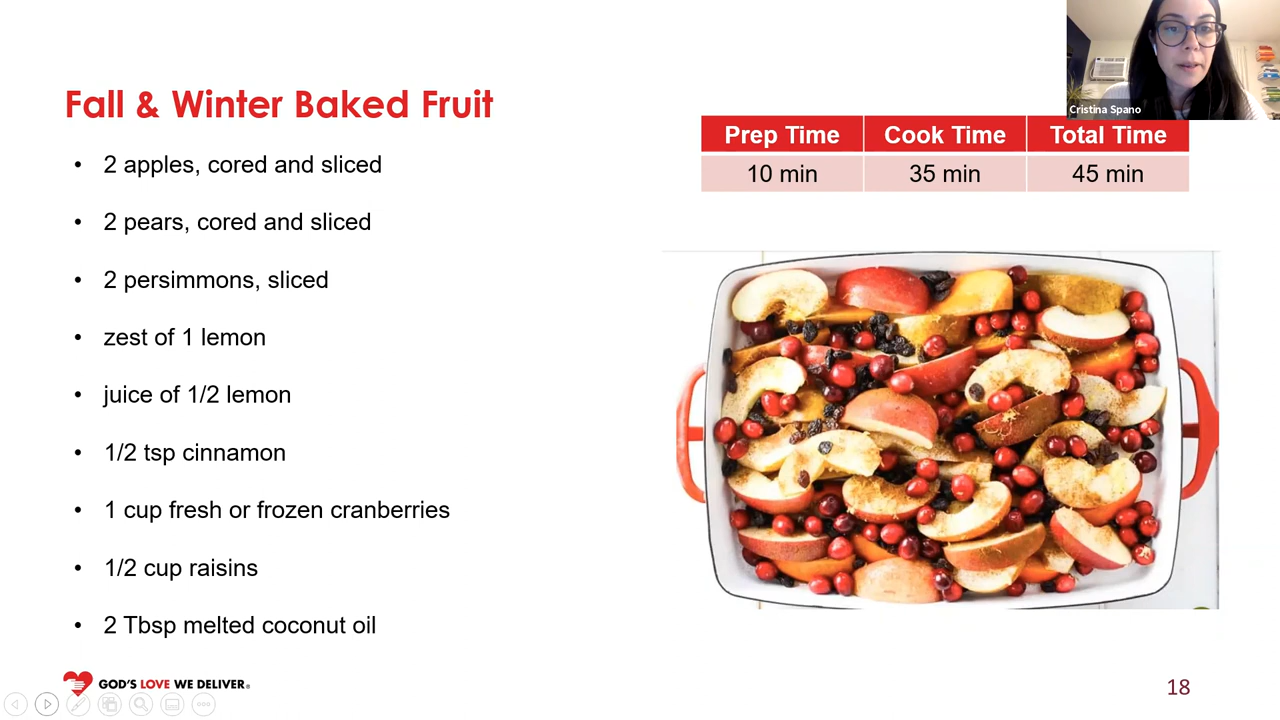 Cristina Spano
Fall & Winter Baked Fruit
Prep Time Cook Time Total Time
10 min 35 min 45 min
• 2 apples, cored and sliced
• 2 pears, cored and sliced
• 2 persimmons, sliced
• zest of 1 lemon
• juice of 1/2 lemon
• 1/2 tsp cinnamon
• 1 cup fresh or frozen cranberries
• 1/2 cup raisins
• 2 Tbsp melted coconut oil
GOD'S LOVE WE DELIVER®
18